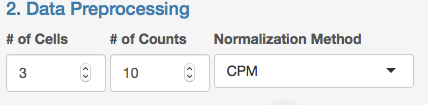 2. Data Preprocessing
# of Cells # of Counts Normalization Method
3 10 CPM